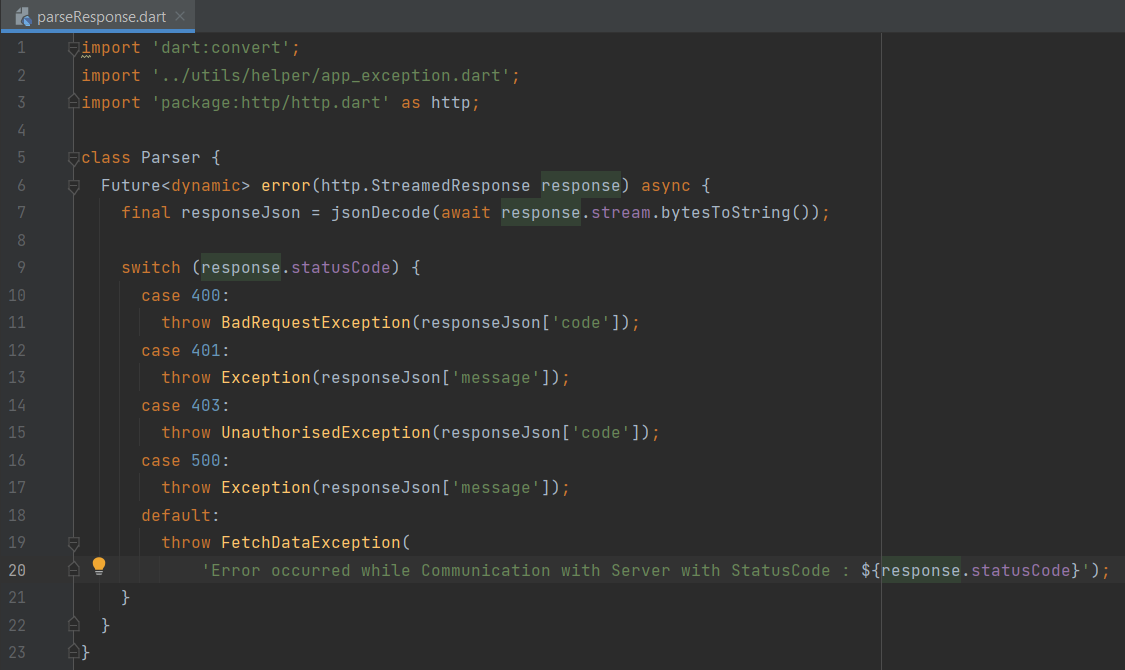 parseResponse.dart
1 import 'dart:convert';
2 import '../utils/helper/app_exception.dart';
3 import 'package:http/http.dart' as http;
4
5 class Parser {
6   Future<dynamic> error(http.StreamedResponse response) async {
7     final responseJson = jsonDecode(await response.stream.bytesToString());
8
9     switch (response.statusCode) {
10       case 400:
11         throw BadRequestException(responseJson['code']);
12       case 401:
13         throw Exception(responseJson['message']);
14       case 403:
15         throw UnauthorisedException(responseJson['code']);
16       case 500:
17         throw Exception(responseJson['message']);
18       default:
19         throw FetchDataException(
20             'Error occurred while Communication with Server with StatusCode : ${response.statusCode}');
21     }
22   }
23 }